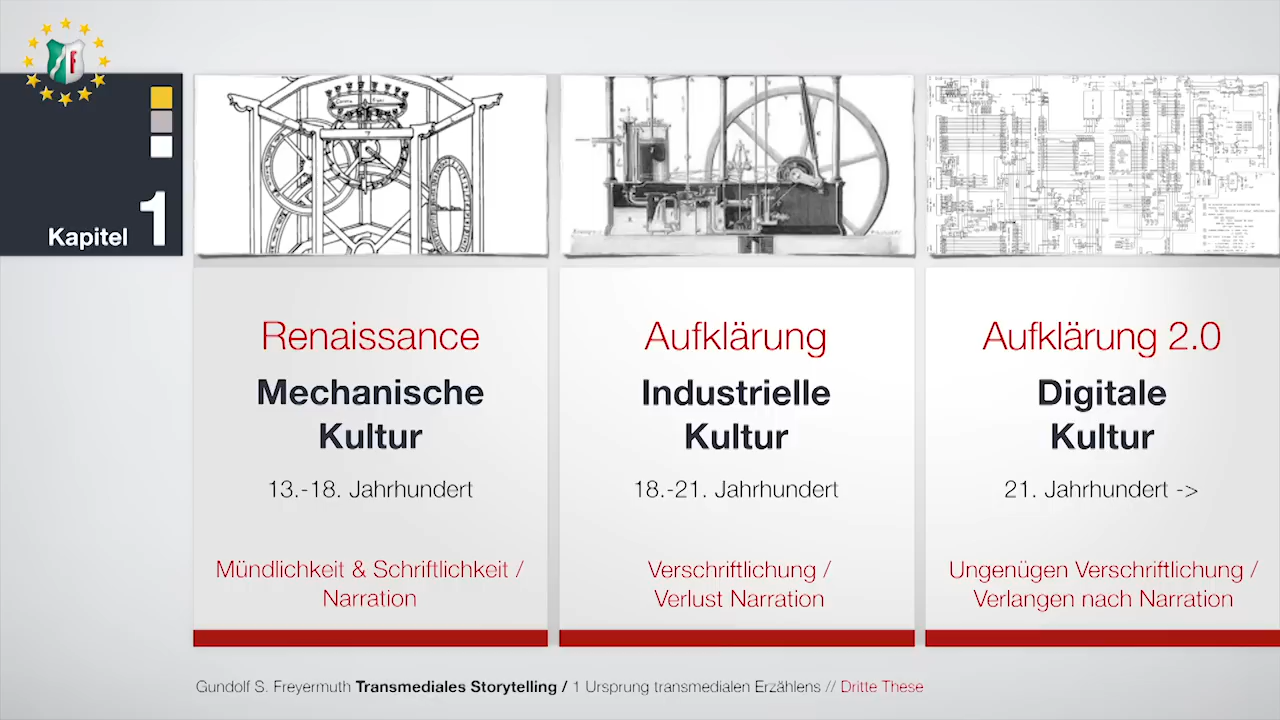 Kapitel 1
Renaissance
Mechanische
Kultur
13.-18. Jahrhundert
Mündlichkeit & Schriftlichkeit /
Narration
Aufklärung
Industrielle
Kultur
18.-21. Jahrhundert
Verschriftlichung /
Verlust Narration
Aufklärung 2.0
Digitale
Kultur
21. Jahrhundert ->
Ungenügen Verschriftlichung /
Verlangen nach Narration
Gundolf S. Freyermuth Transmediales Storytelling / 1 Ursprung transmedialen Erzählens // Dritte These